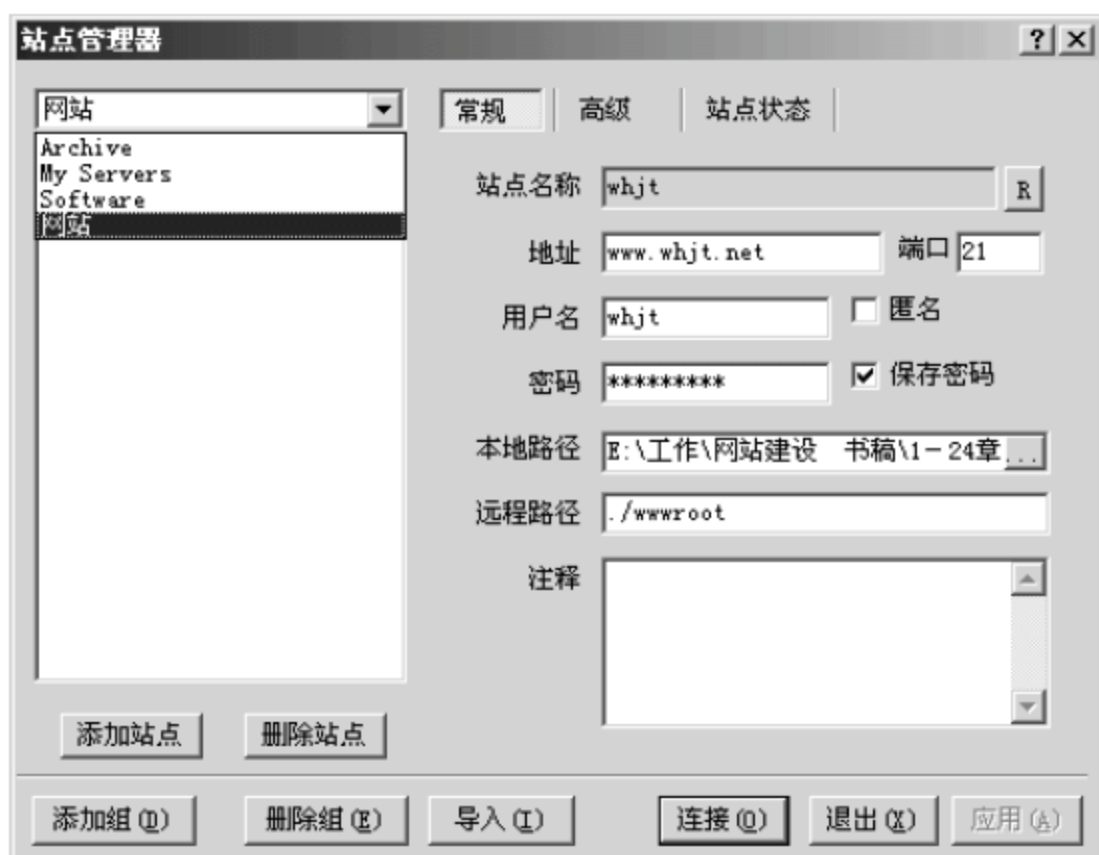 站点管理器
网站
Archive
My Servers
Software
网站
添加站点 删除站点
常规 高级 站点状态
站点名称 whjt R
地址 www.whjt.net 端口 21
用户名 whjt 匿名
密码 ********* 保存密码
本地路径 E:\工作\网站建设 书稿\1-24章 ...
远程路径 ./wwwroot
注释
添加组(D) 删除组(E) 导入(I) 连接(O) 退出(X) 应用(A)